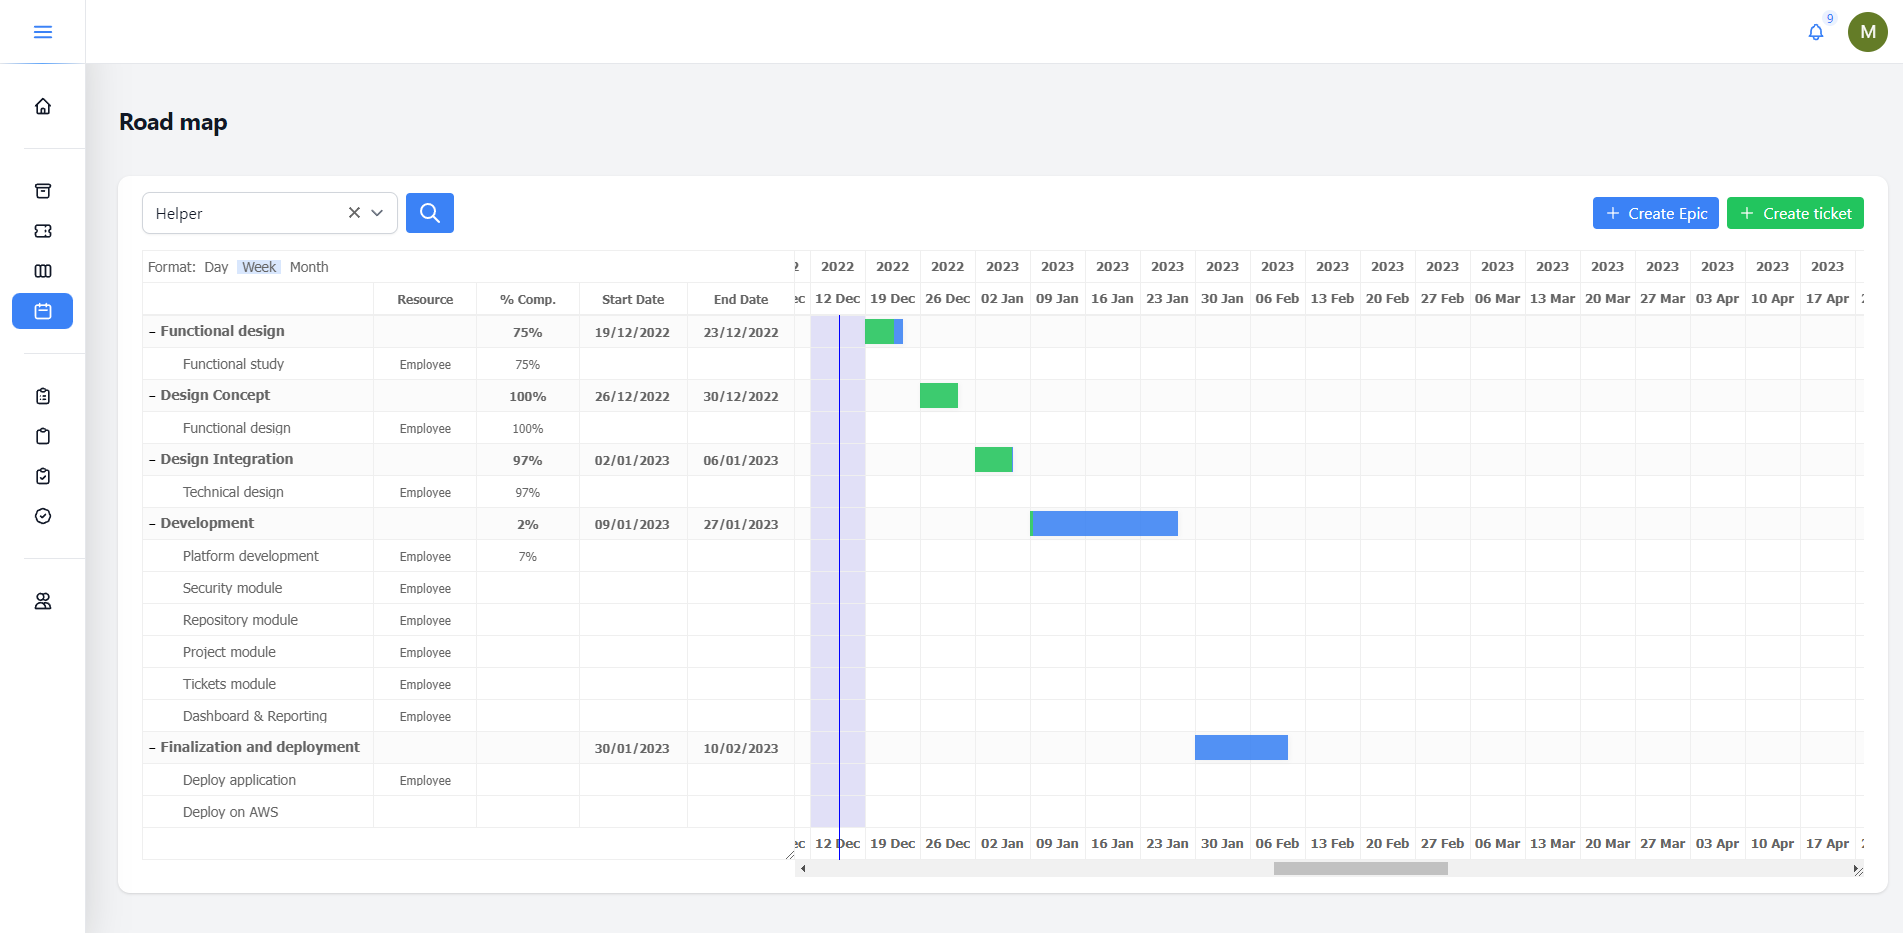 9
M
Road map
Helper
Create Epic
Create ticket
Format: Day Week Month
2 2022 2022 2022 2023 2023 2023 2023 2023 2023 2023 2023 2023 2023 2023 2023 2023 2023 2023 2023
Resource % Comp. Start Date End Date ec 12 Dec 19 Dec 26 Dec 02 Jan 09 Jan 16 Jan 23 Jan 30 Jan 06 Feb 13 Feb 20 Feb 27 Feb 06 Mar 13 Mar 20 Mar 27 Mar 03 Apr 10 Apr 17 Apr 2
– Functional design 75% 19/12/2022 23/12/2022
Functional study Employee 75%
– Design Concept 100% 26/12/2022 30/12/2022
Functional design Employee 100%
– Design Integration 97% 02/01/2023 06/01/2023
Technical design Employee 97%
– Development 2% 09/01/2023 27/01/2023
Platform development Employee 7%
Security module Employee
Repository module Employee
Project module Employee
Tickets module Employee
Dashboard & Reporting Employee
– Finalization and deployment 30/01/2023 10/02/2023
Deploy application Employee
Deploy on AWS
ec 12 Dec 19 Dec 26 Dec 02 Jan 09 Jan 16 Jan 23 Jan 30 Jan 06 Feb 13 Feb 20 Feb 27 Feb 06 Mar 13 Mar 20 Mar 27 Mar 03 Apr 10 Apr 17 Apr 2